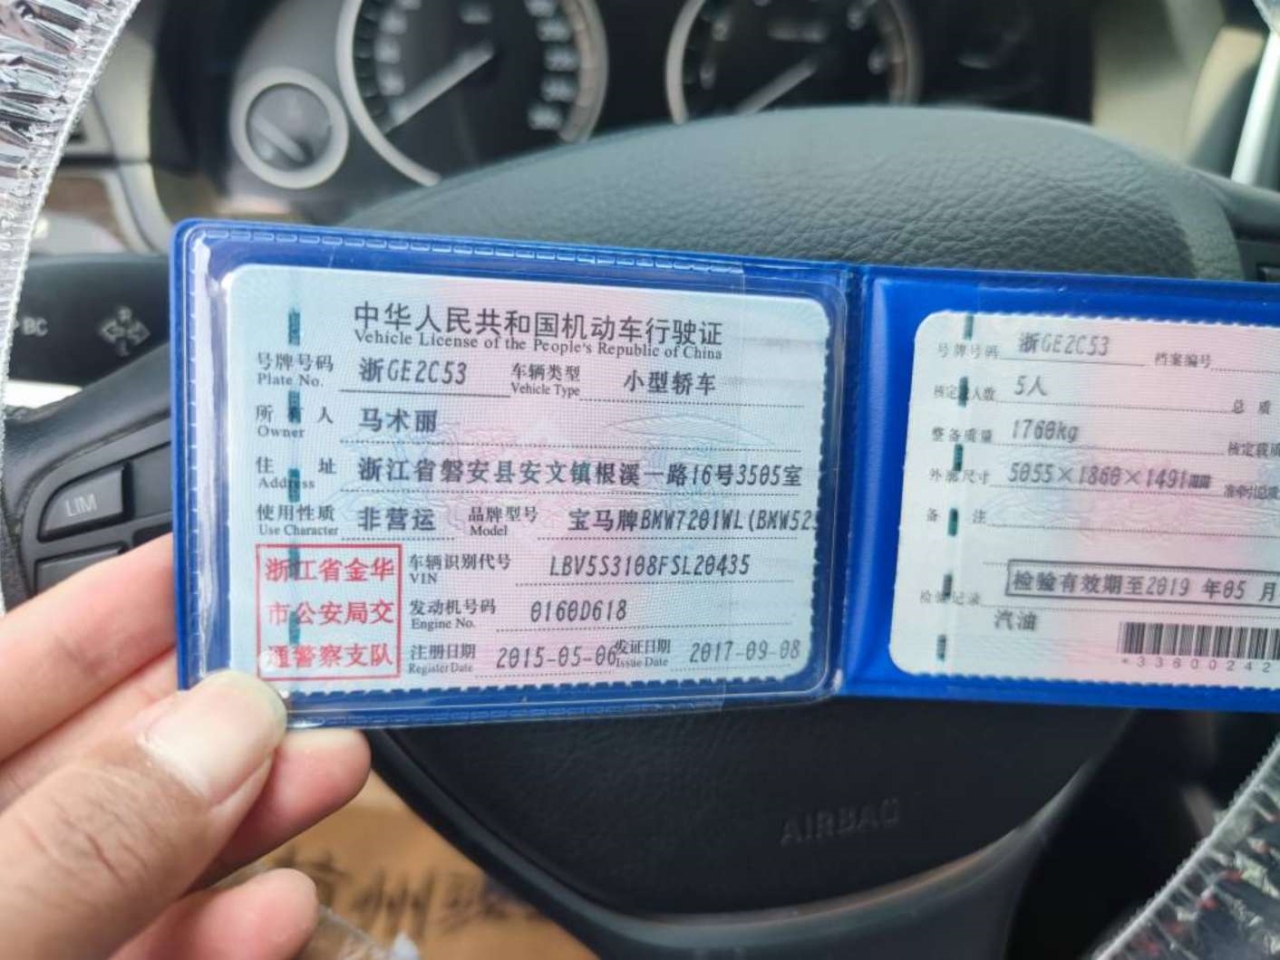 中华人民共和国机动车行驶证
Vehicle License of the People's Republic of China
号牌号码 浙GE2C53 车辆类型 小型轿车
Plate No. Vehicle Type
所有人 马术丽
Owner
住址 浙江省磐安县安文镇根溪一路16号3505室
Address
使用性质 非营运 品牌型号 宝马牌BMW7201WL(BMW52
Use Character Model
浙江省金华
市公安局交
通警察支队
车辆识别代号 LBV5S3108FSL20435
VIN
发动机号码 0160D618
Engine No.
注册日期 2015-05-06 发证日期 2017-09-08
Register Date Issue Date
号牌号码 浙GE2C53 档案编号
核定载人数 5人 总质
整备质量 1760kg 核定载质
外廓尺寸 5055×1860×1491
备注
检验有效期至2019年05月
检验记录
汽油
*33600242
LIM
BC
AIRBAG